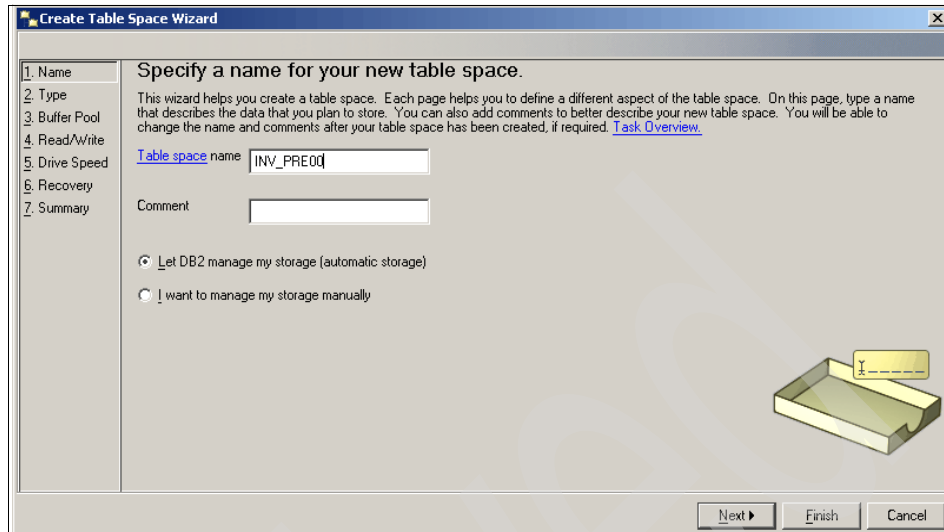 Create Table Space Wizard
1. Name
2. Type
3. Buffer Pool
4. Read/Write
5. Drive Speed
6. Recovery
7. Summary
Specify a name for your new table space.
This wizard helps you create a table space. Each page helps you to define a different aspect of the table space. On this page, type a name
that describes the data that you plan to store. You can also add comments to better describe your new table space. You will be able to
change the name and comments after your table space has been created, if required. Task Overview.
Table space name INV_PRE00
Comment
Let DB2 manage my storage (automatic storage)
I want to manage my storage manually
Next Finish Cancel